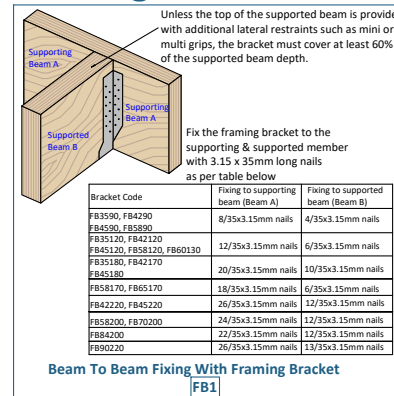 Unless the top of the supported beam is provide
with additional lateral restraints such as mini or
multi grips, the bracket must cover at least 60%
of the supported beam depth.
Supporting
Beam A
Supporting
Beam A
Supported
Beam B
Fix the framing bracket to the
supporting & supported member
with 3.15 x 35mm long nails
as per table below
Bracket Code
Fixing to supporting
beam (Beam A)
Fixing to supported
beam (Beam B)
FB3590, FB4290
FB4590, FB5890
8/35x3.15mm nails
4/35x3.15mm nails
FB35120, FB42120
FB45120, FB58120, FB60130
12/35x3.15mm nails
6/35x3.15mm nails
FB35180, FB42170
FB45180
20/35x3.15mm nails
10/35x3.15mm nails
FB58170, FB65170
18/35x3.15mm nails
6/35x3.15mm nails
FB42220, FB45220
26/35x3.15mm nails
12/35x3.15mm nails
FB58200, FB70200
24/35x3.15mm nails
12/35x3.15mm nails
FB84200
22/35x3.15mm nails
12/35x3.15mm nails
FB90220
26/35x3.15mm nails
13/35x3.15mm nails
Beam To Beam Fixing With Framing Bracket
FB1